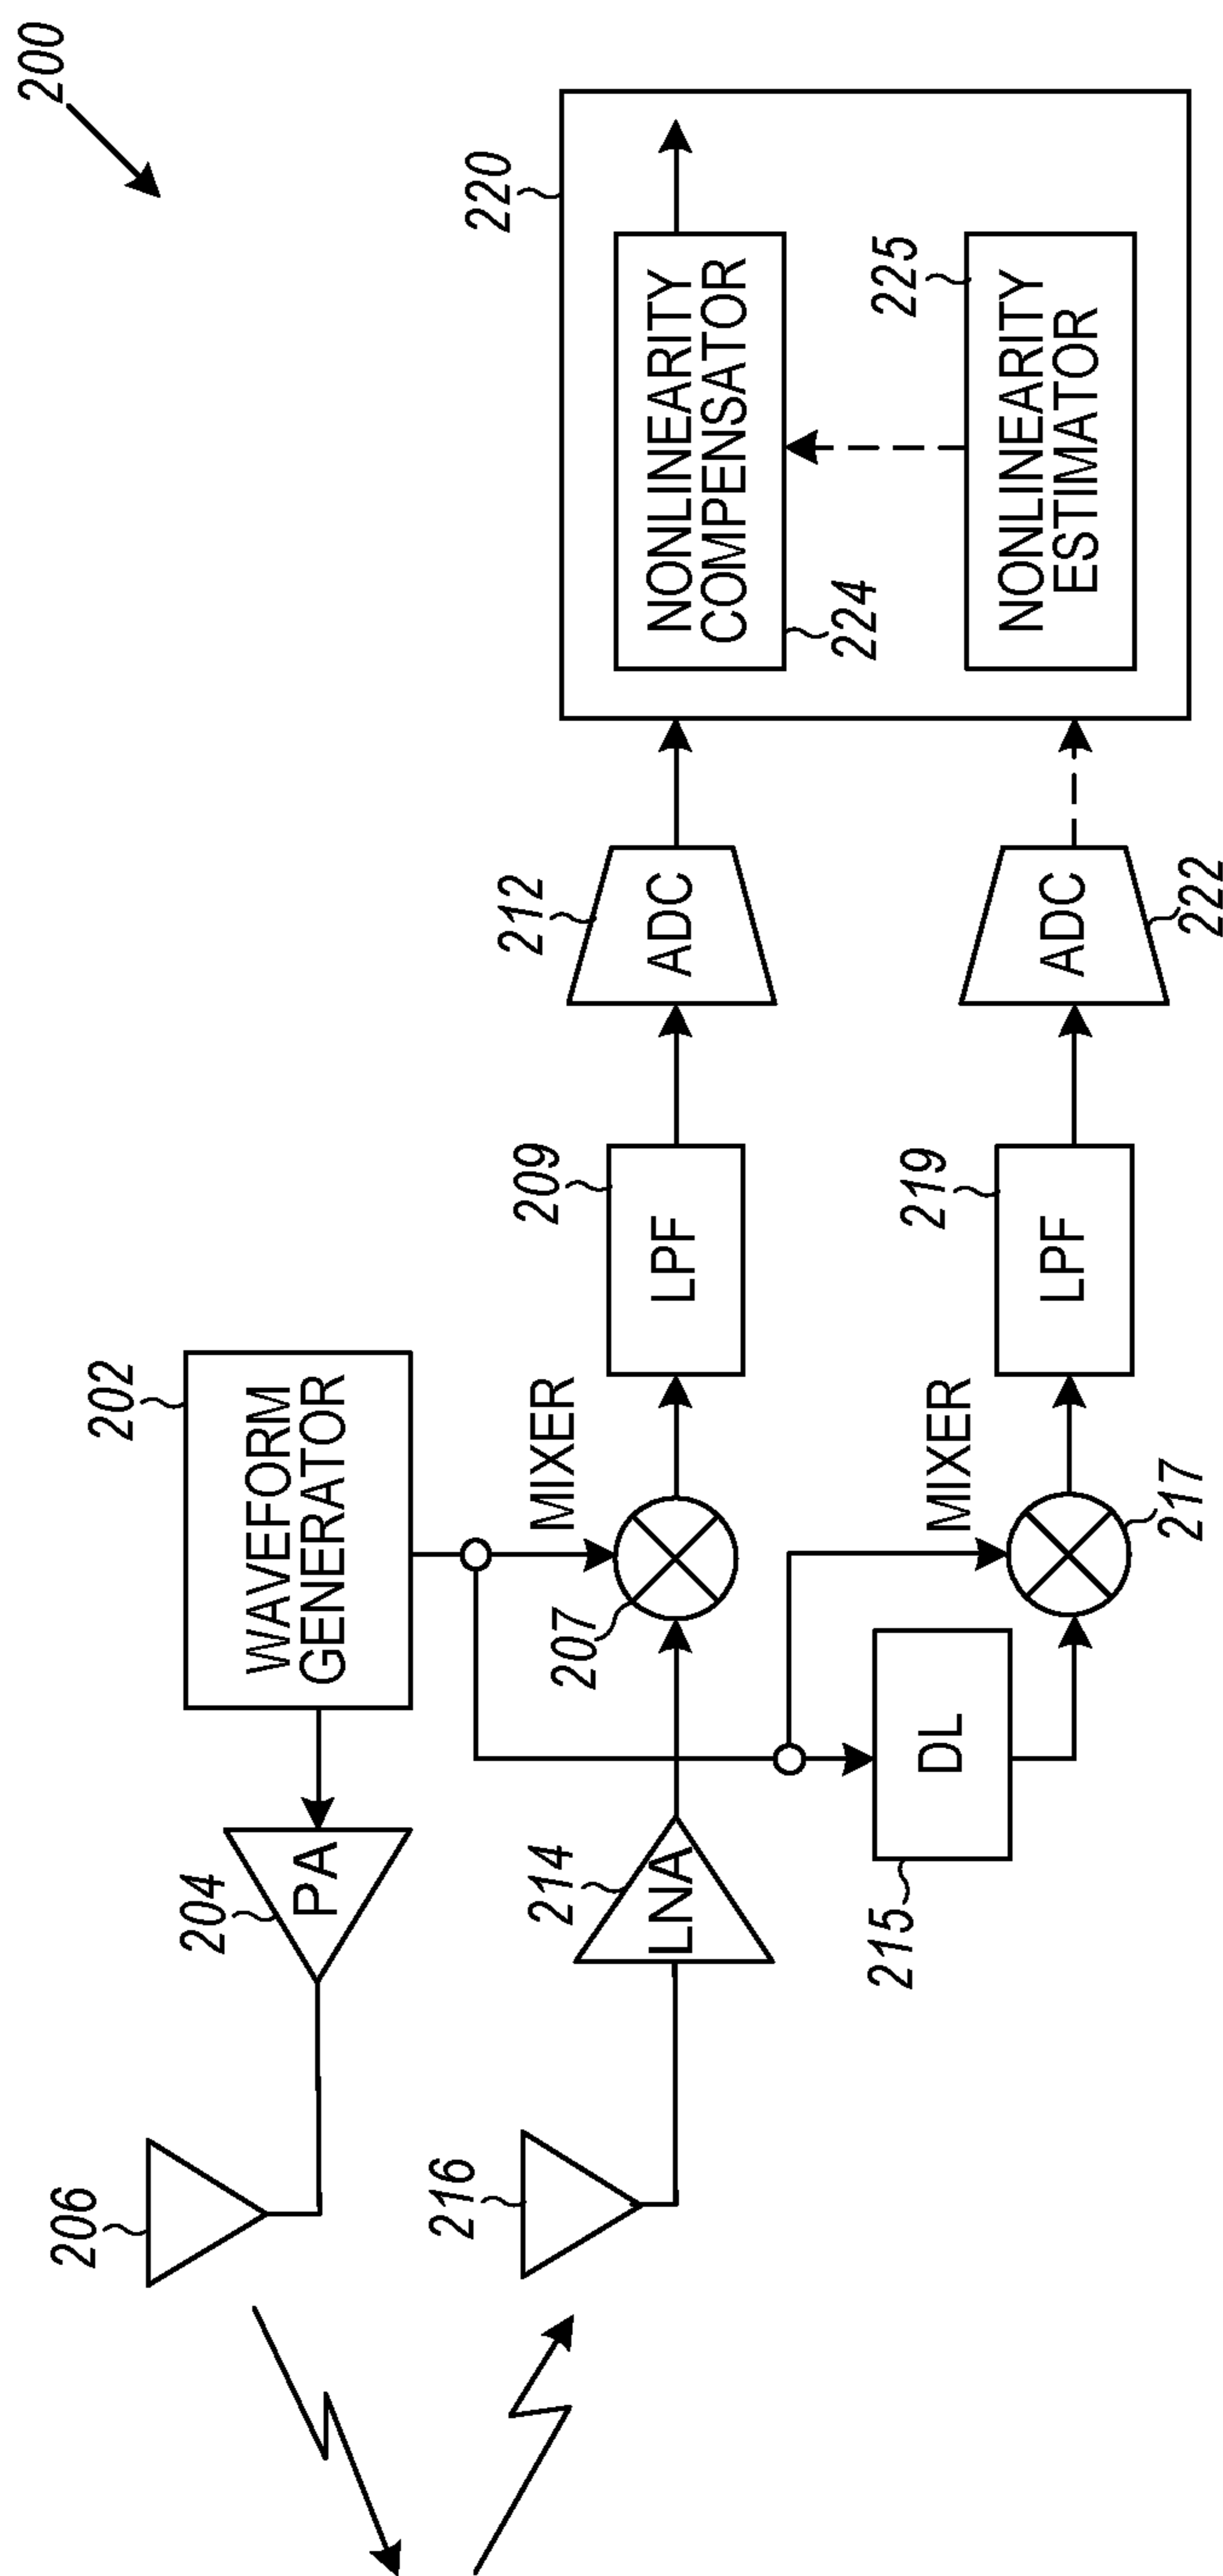 200
202
WAVEFORM
GENERATOR
204
PA
206
MIXER
207
209
LPF
212
ADC
214
LNA
216
220
NONLINEARITY
COMPENSATOR
224
225
NONLINEARITY
ESTIMATOR
215
DL
MIXER
217
219
LPF
ADC
222